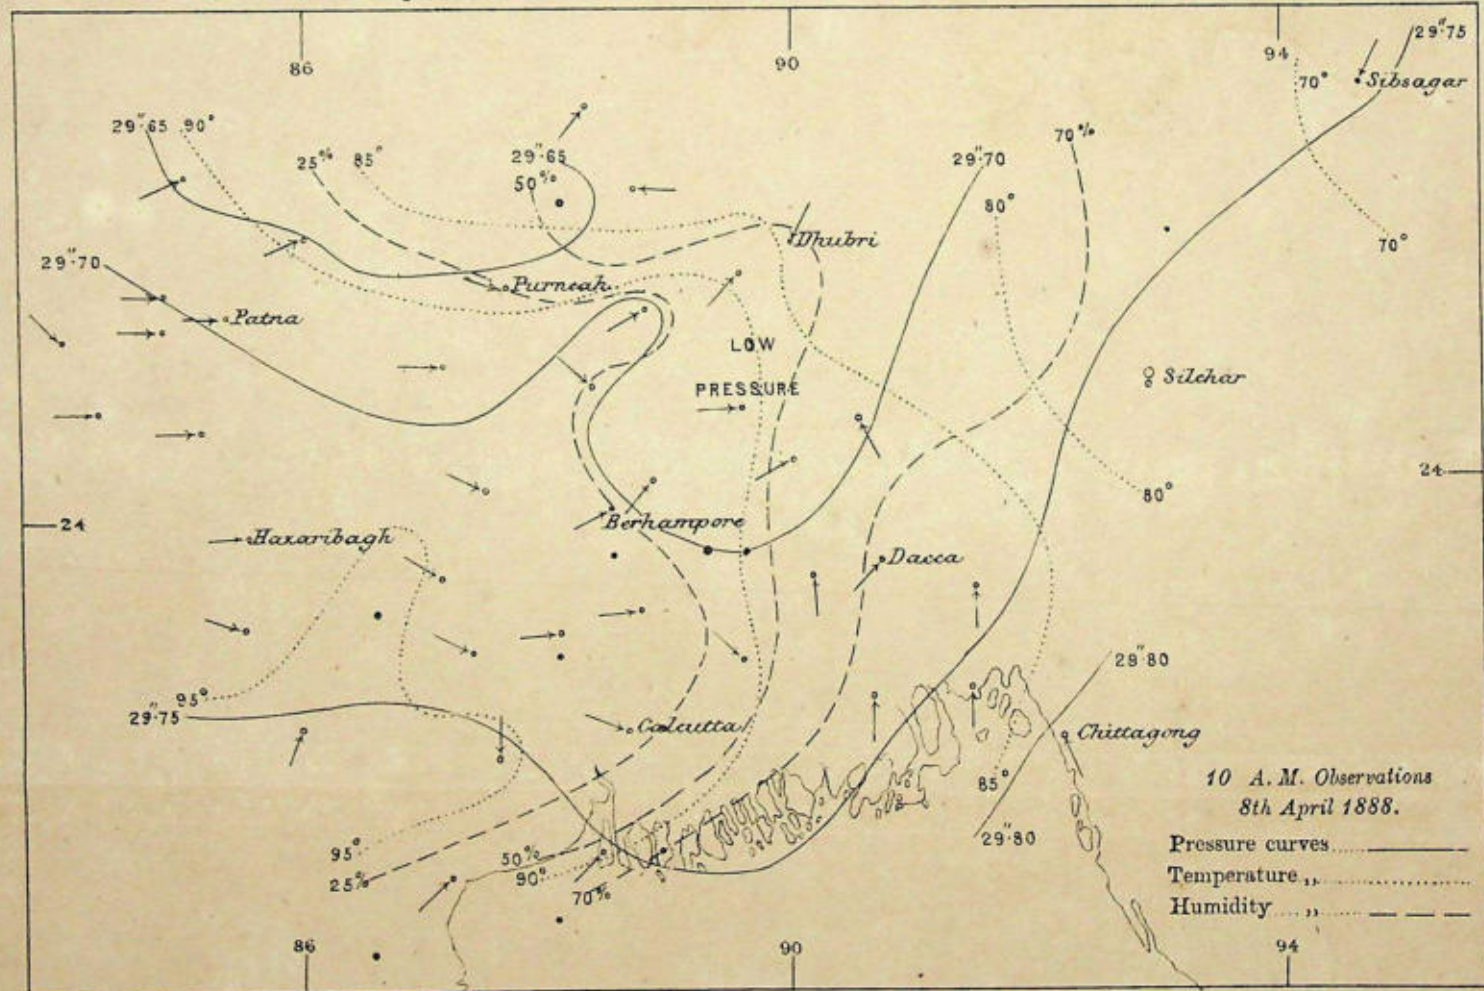 86
90
94
29".75
70°
Sibsagar
29".65
90°
25%
85°
29".65
50%
29".70
70%
80°
Dhubri
70°
29".70
Purneah
Patna
LOW
PRESSURE
Silchar
80°
24
24
Berhampore
Hazaribagh
Dacca
95°
29".75
Calcutta
29".80
Chittagong
85°
29".80
95°
25%
50%
90°
70%
10 A. M. Observations
8th April 1888.
Pressure curves
Temperature „
Humidity „
86
90
94